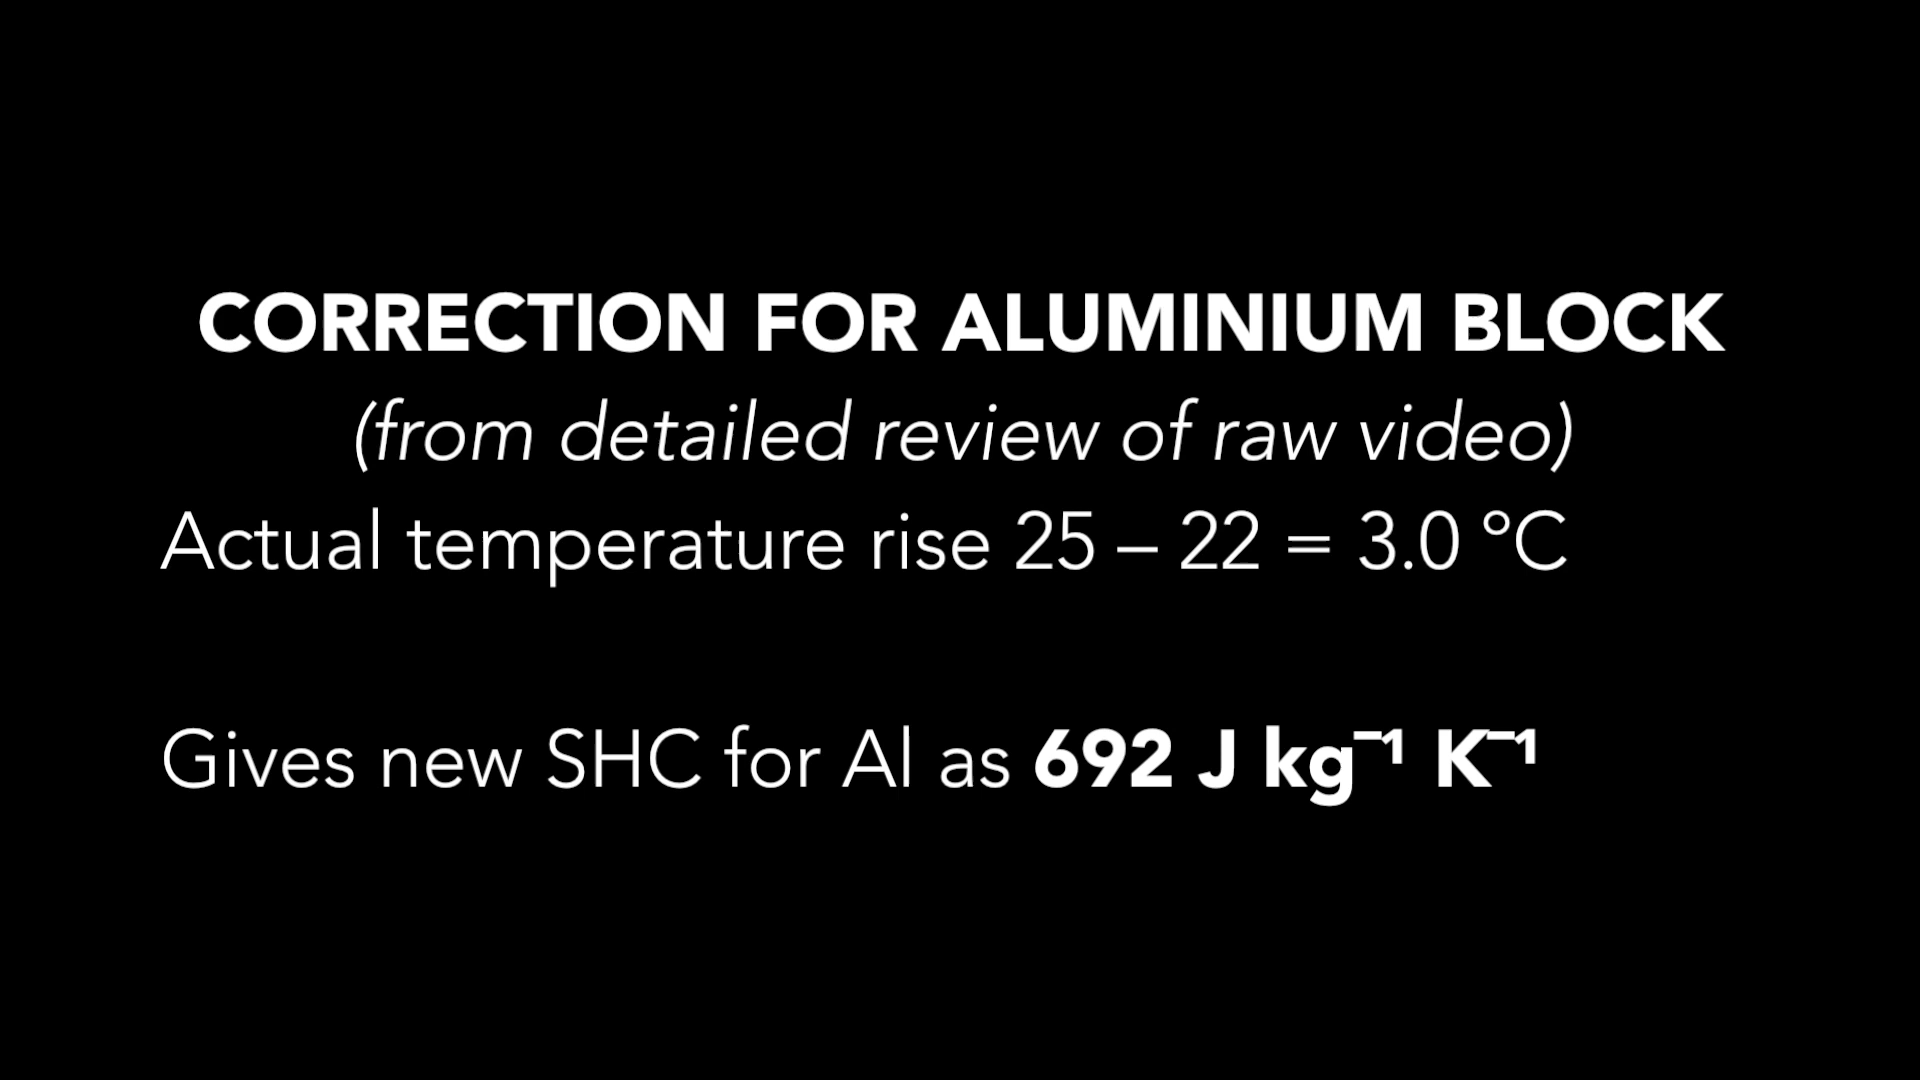 CORRECTION FOR ALUMINIUM BLOCK
(from detailed review of raw video)
Actual temperature rise 25 – 22 = 3.0 ºC
Gives new SHC for Al as 692 J kg⁻¹ K⁻¹